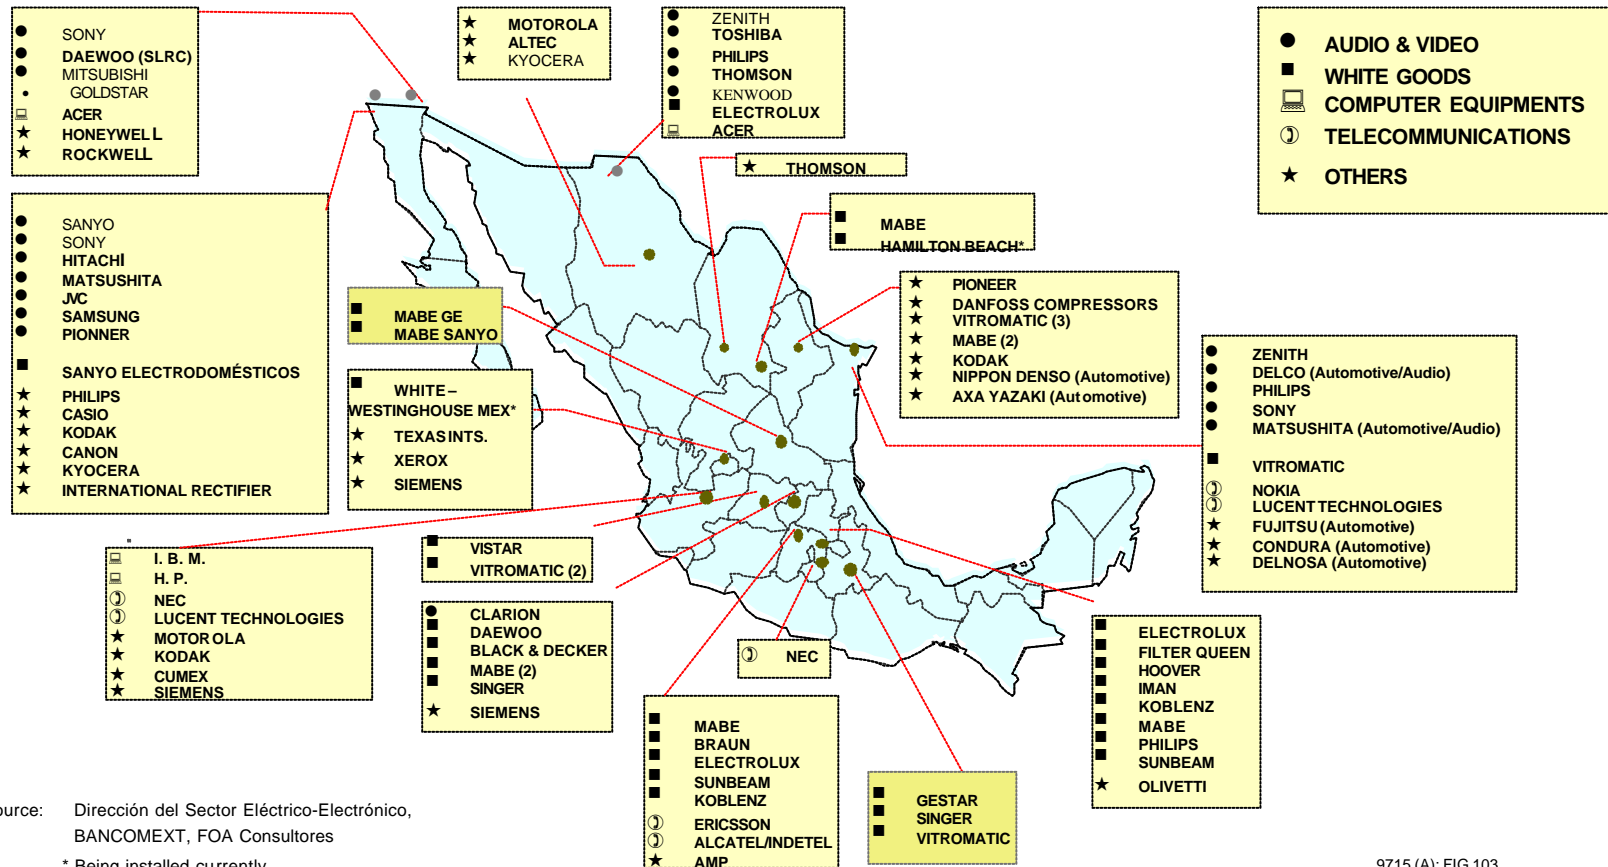 SONY
DAEWOO (SLRC)
MITSUBISHI
GOLDSTAR
ACER
HONEYWELL
ROCKWELL
MOTOROLA
ALTEC
KYOCERA
ZENITH
TOSHIBA
PHILIPS
THOMSON
KENWOOD
ELECTROLUX
ACER
AUDIO & VIDEO
WHITE GOODS
COMPUTER EQUIPMENTS
TELECOMMUNICATIONS
OTHERS
THOMSON
SANYO
SONY
HITACHI
MATSUSHITA
JVC
SAMSUNG
PIONNER
SANYO ELECTRODOMÉSTICOS
PHILIPS
CASIO
KODAK
CANON
KYOCERA
INTERNATIONAL RECTIFIER
MABE
HAMILTON BEACH*
MABE GE
MABE SANYO
PIONEER
DANFOSS COMPRESSORS
VITROMATIC (3)
MABE (2)
KODAK
NIPPON DENSO (Automotive)
AXA YAZAKI (Automotive)
WHITE –
WESTINGHOUSE MEX*
TEXAS INTS.
XEROX
SIEMENS
ZENITH
DELCO (Automotive/Audio)
PHILIPS
SONY
MATSUSHITA (Automotive/Audio)
VITROMATIC
NOKIA
LUCENT TECHNOLOGIES
FUJITSU (Automotive)
CONDURA (Automotive)
DELNOSA (Automotive)
I. B. M.
H. P.
NEC
LUCENT TECHNOLOGIES
MOTOROLA
KODAK
CUMEX
SIEMENS
VISTAR
VITROMATIC (2)
CLARION
DAEWOO
BLACK & DECKER
MABE (2)
SINGER
SIEMENS
NEC
ELECTROLUX
FILTER QUEEN
HOOVER
IMAN
KOBLENZ
MABE
PHILIPS
SUNBEAM
OLIVETTI
MABE
BRAUN
ELECTROLUX
SUNBEAM
KOBLENZ
ERICSSON
ALCATEL/INDETEL
AMP
GESTAR
SINGER
VITROMATIC
ource: Dirección del Sector Eléctrico-Electrónico,
BANCOMEXT, FOA Consultores
* Being installed currently
9715 (A): FIG 103